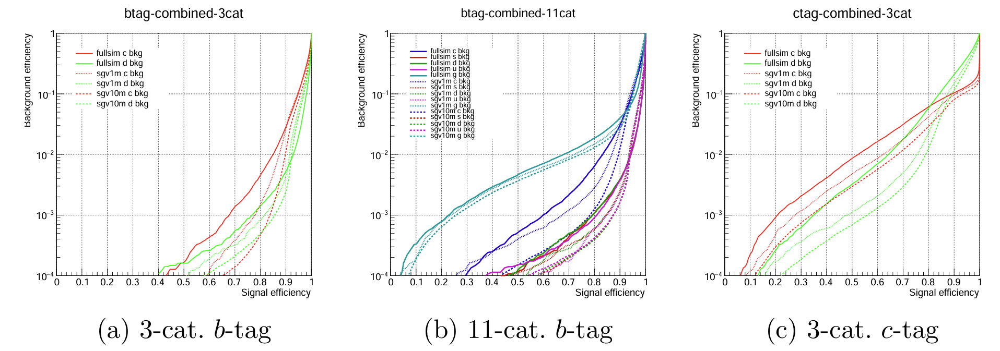 btag-combined-3cat
Background efficiency
1
10⁻¹
10⁻²
10⁻³
10⁻⁴
fullsim c bkg
fullsim d bkg
sgv1m c bkg
sgv1m d bkg
sgv10m c bkg
sgv10m d bkg
0 0.1 0.2 0.3 0.4 0.5 0.6 0.7 0.8 0.9 1
Signal efficiency
(a) 3-cat. b-tag
btag-combined-11cat
Background efficiency
1
10⁻¹
10⁻²
10⁻³
10⁻⁴
fullsim c bkg
fullsim s bkg
fullsim d bkg
fullsim u bkg
fullsim g bkg
sgv1m c bkg
sgv1m s bkg
sgv1m d bkg
sgv1m u bkg
sgv1m g bkg
sgv10m c bkg
sgv10m s bkg
sgv10m d bkg
sgv10m u bkg
sgv10m g bkg
0 0.1 0.2 0.3 0.4 0.5 0.6 0.7 0.8 0.9 1
Signal efficiency
(b) 11-cat. b-tag
ctag-combined-3cat
Background efficiency
1
10⁻¹
10⁻²
10⁻³
10⁻⁴
fullsim c bkg
fullsim d bkg
sgv1m c bkg
sgv1m d bkg
sgv10m c bkg
sgv10m d bkg
0 0.1 0.2 0.3 0.4 0.5 0.6 0.7 0.8 0.9 1
Signal efficiency
(c) 3-cat. c-tag